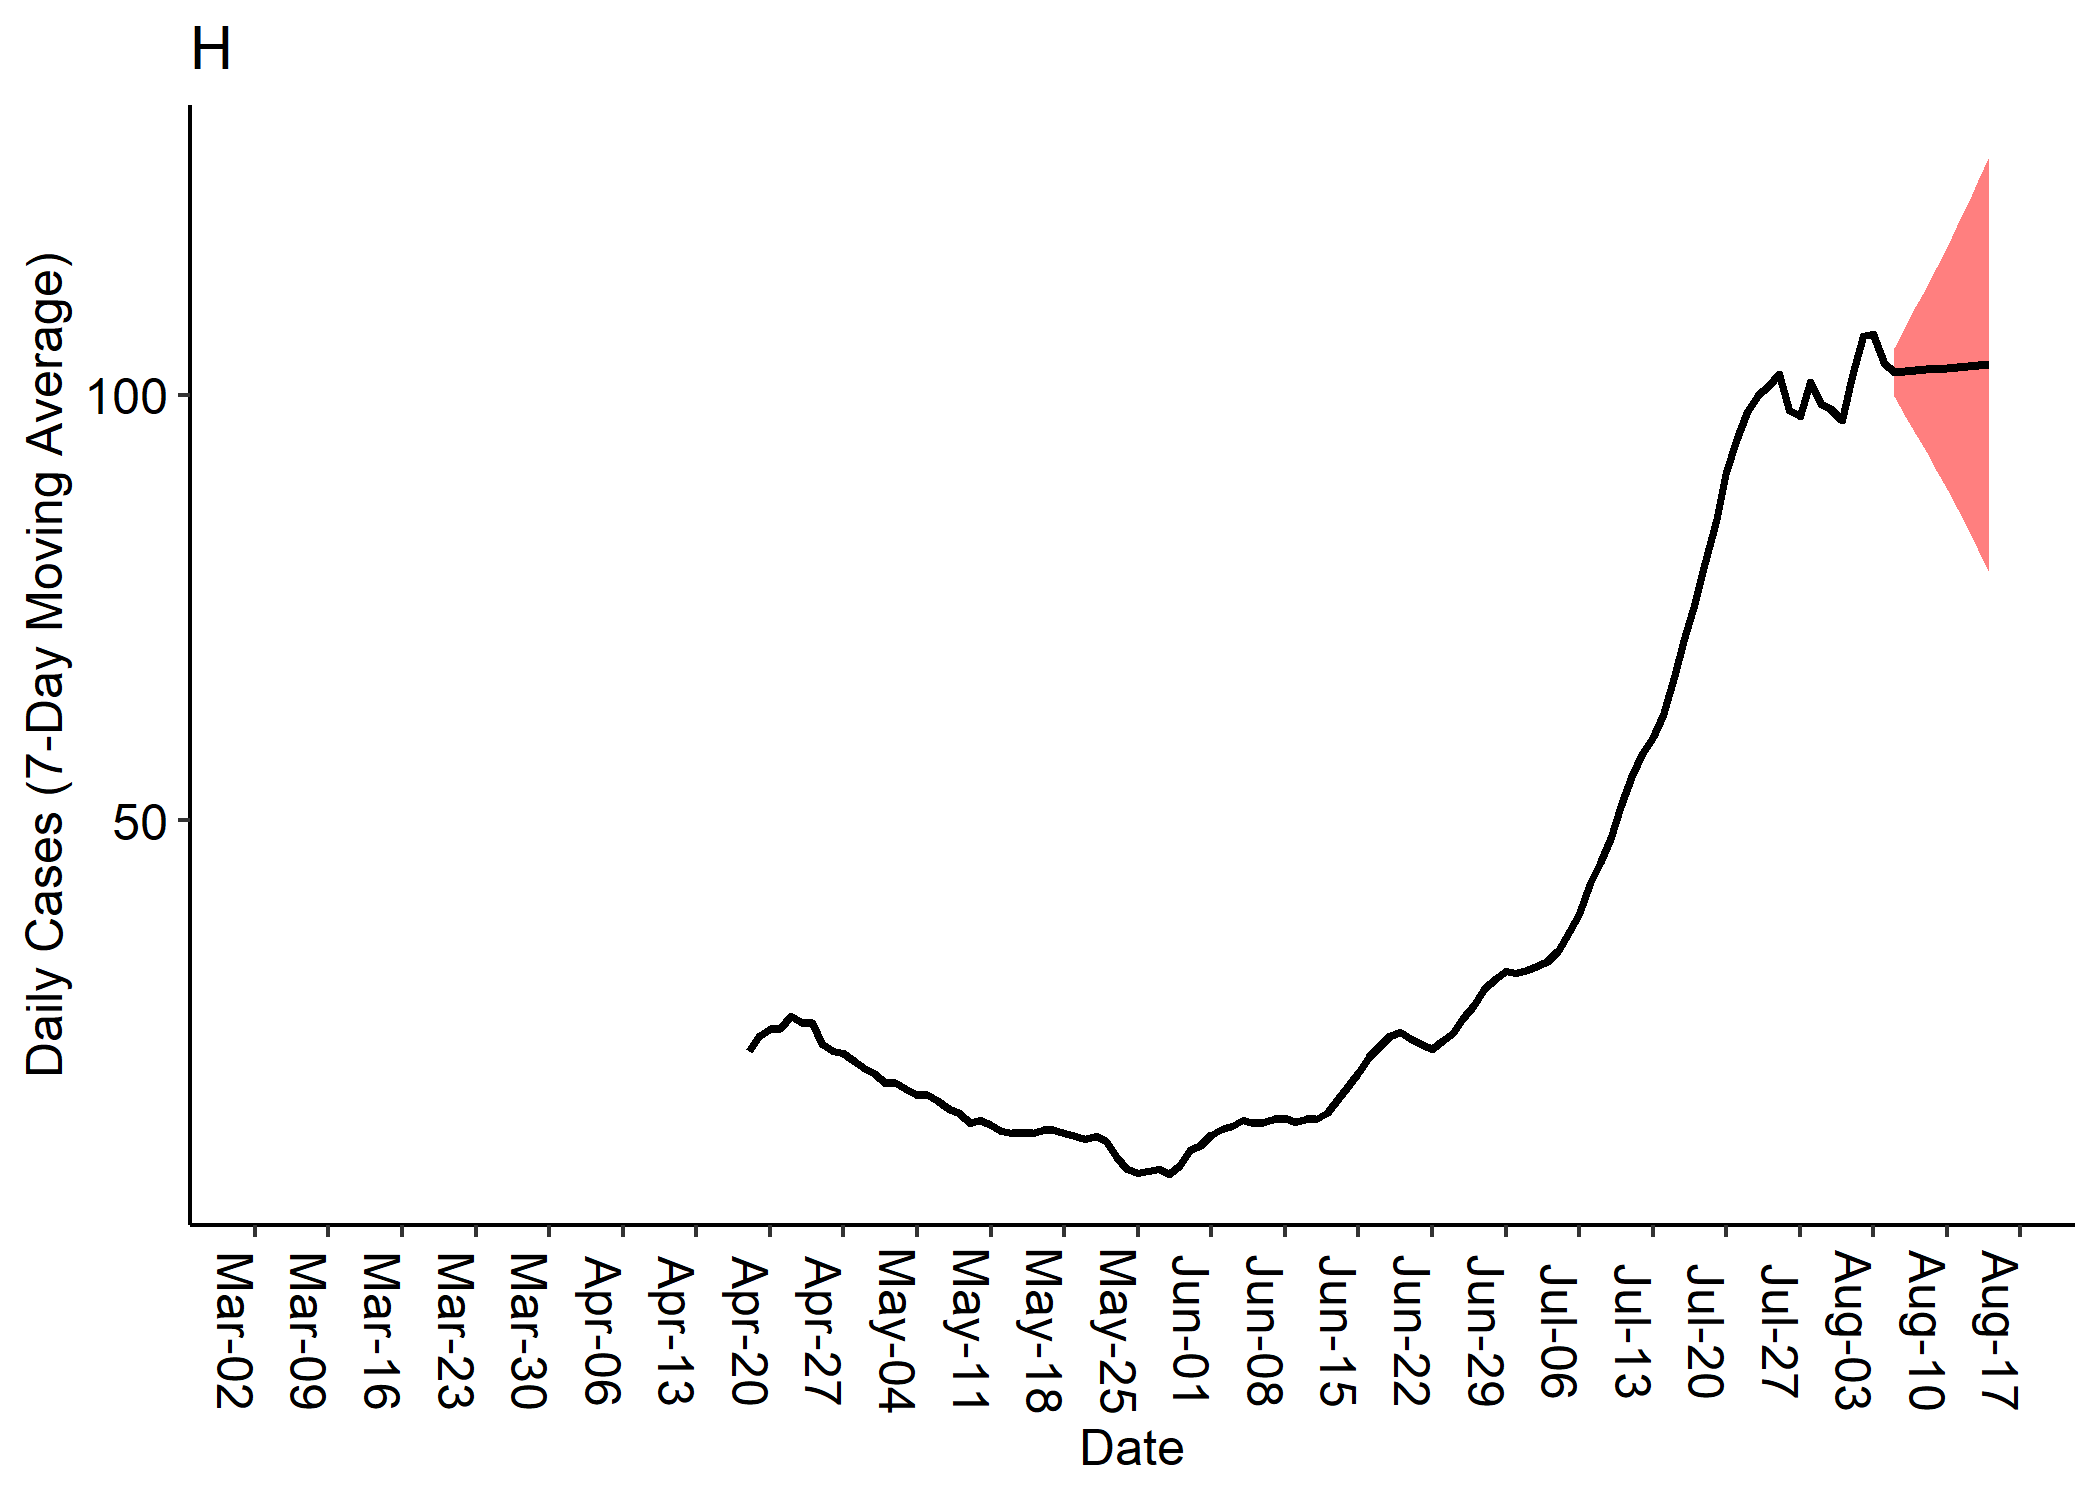 H
Daily Cases (7-Day Moving Average)
100
50
Mar-02
Mar-09
Mar-16
Mar-23
Mar-30
Apr-06
Apr-13
Apr-20
Apr-27
May-04
May-11
May-18
May-25
Jun-01
Jun-08
Jun-15
Jun-22
Jun-29
Jul-06
Jul-13
Jul-20
Jul-27
Aug-03
Aug-10
Aug-17
Date